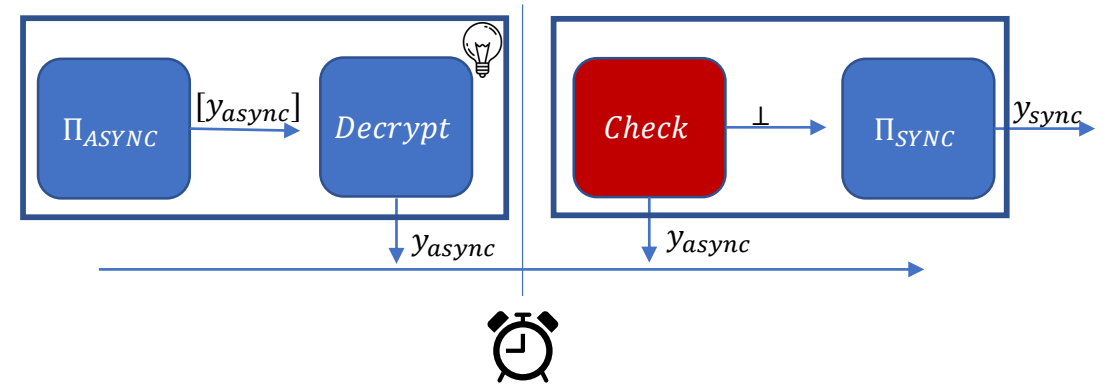 Π_ASYNC
[y_async]
Decrypt
y_async
Check
⊥
Π_SYNC
y_sync
y_async